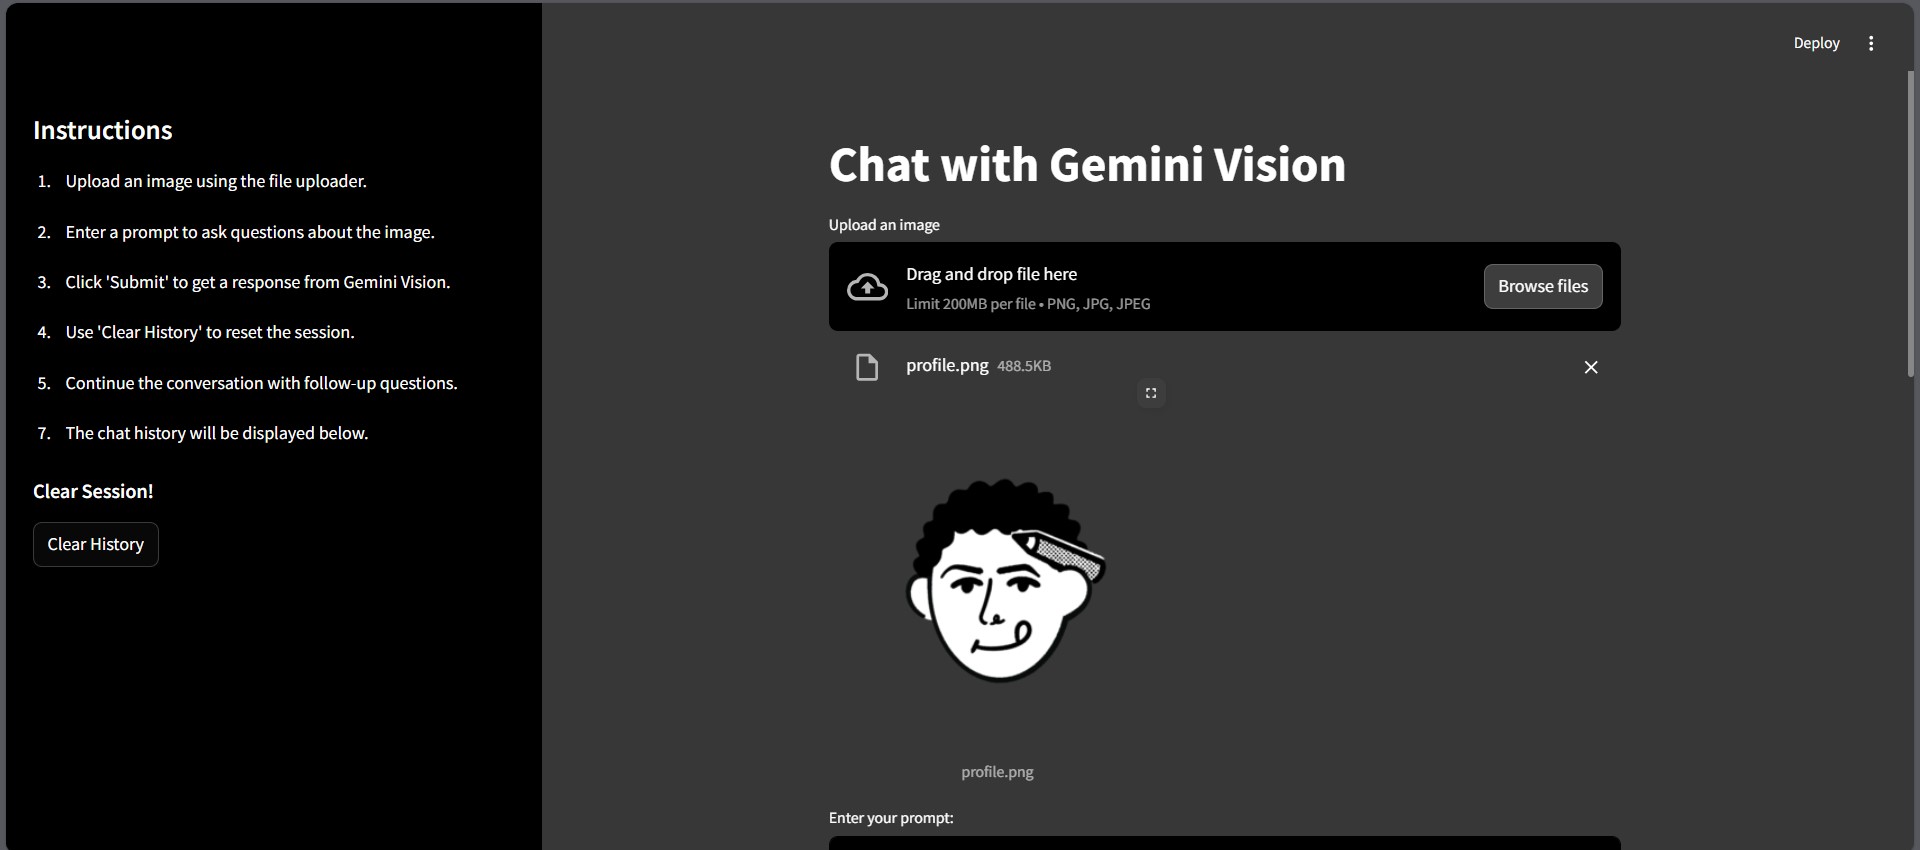 Deploy
Instructions
1. Upload an image using the file uploader.
2. Enter a prompt to ask questions about the image.
3. Click 'Submit' to get a response from Gemini Vision.
4. Use 'Clear History' to reset the session.
5. Continue the conversation with follow-up questions.
7. The chat history will be displayed below.
Clear Session!
Clear History
Chat with Gemini Vision
Upload an image
Drag and drop file here
Limit 200MB per file • PNG, JPG, JPEG
Browse files
profile.png 488.5KB
profile.png
Enter your prompt: